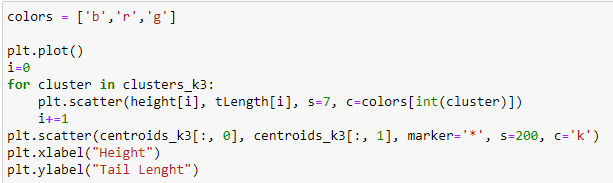 colors = ['b','r','g']
plt.plot()
i=0
for cluster in clusters_k3:
    plt.scatter(height[i], tLength[i], s=7, c=colors[int(cluster)])
    i+=1
plt.scatter(centroids_k3[:, 0], centroids_k3[:, 1], marker='*', s=200, c='k')
plt.xlabel("Height")
plt.ylabel("Tail Lenght")